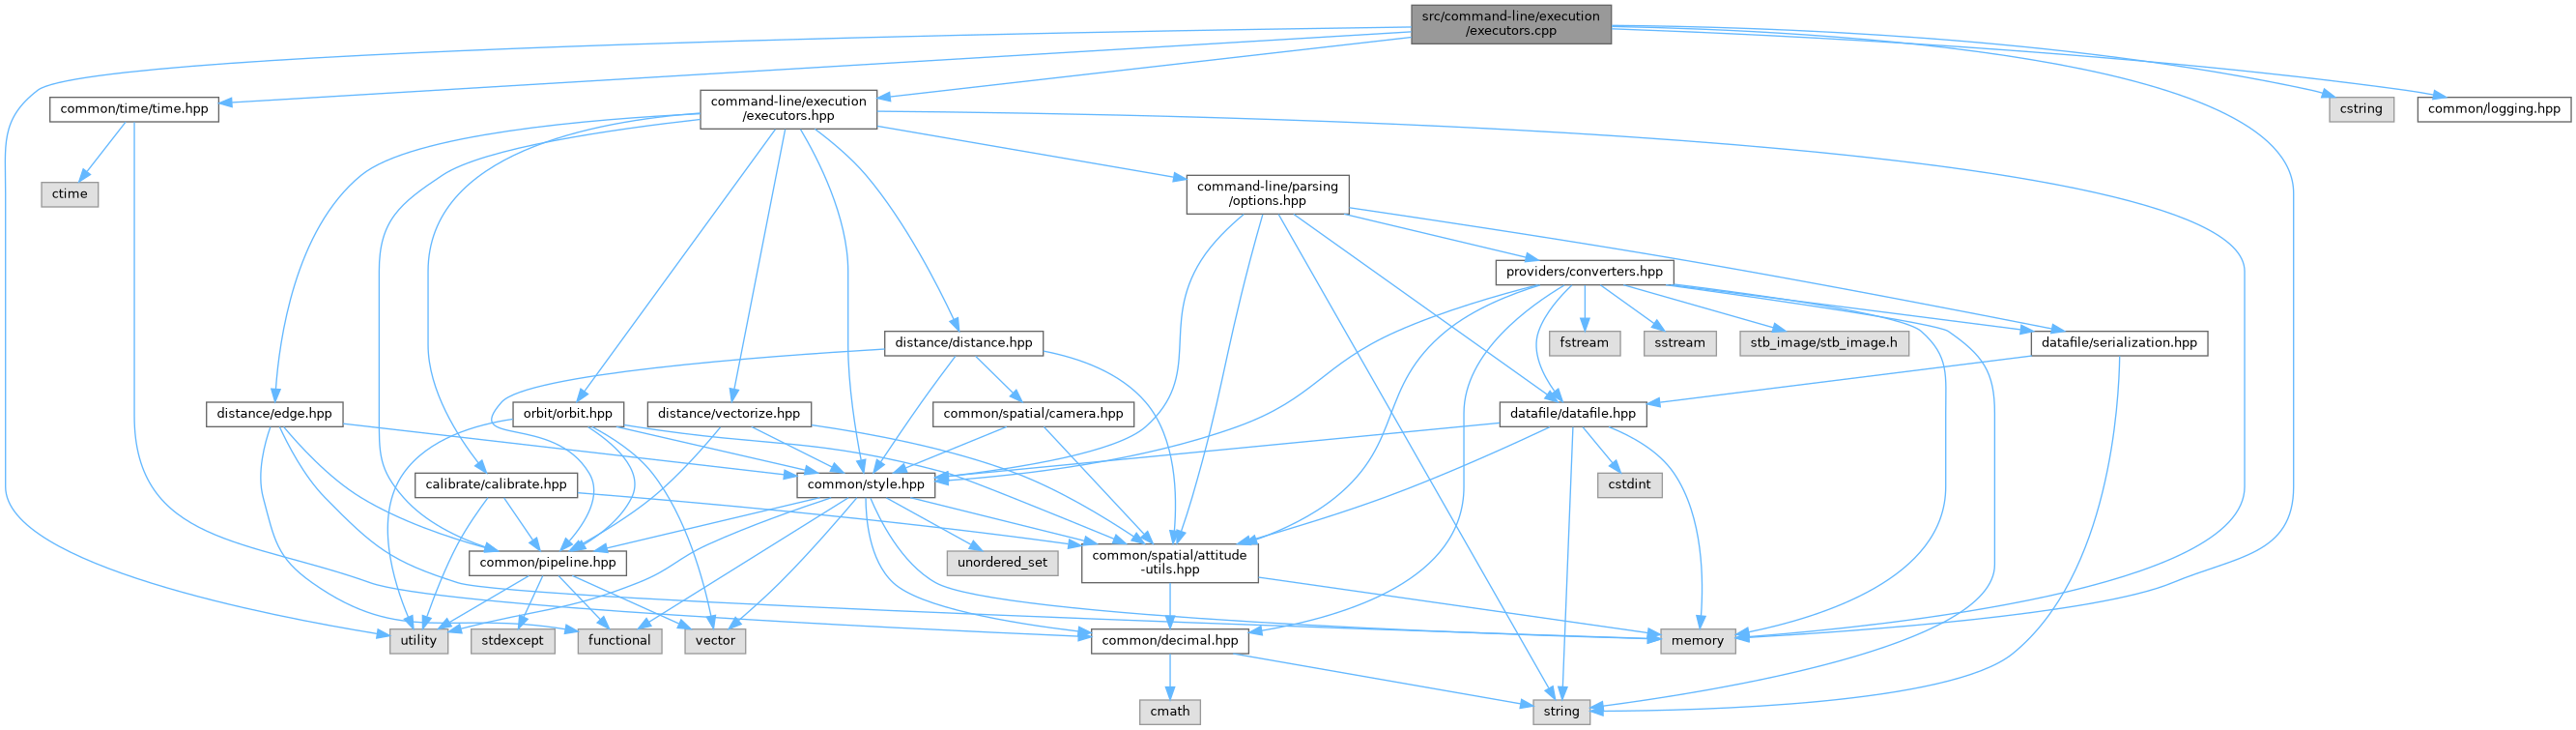 src/command-line/execution
/executors.cpp
common/time/time.hpp
command-line/execution
/executors.hpp
cstring
common/logging.hpp
ctime
command-line/parsing
/options.hpp
providers/converters.hpp
distance/distance.hpp
fstream
sstream
stb_image/stb_image.h
datafile/serialization.hpp
distance/edge.hpp
orbit/orbit.hpp
distance/vectorize.hpp
common/spatial/camera.hpp
datafile/datafile.hpp
calibrate/calibrate.hpp
common/style.hpp
cstdint
common/pipeline.hpp
unordered_set
common/spatial/attitude
-utils.hpp
utility
stdexcept
functional
vector
common/decimal.hpp
memory
cmath
string